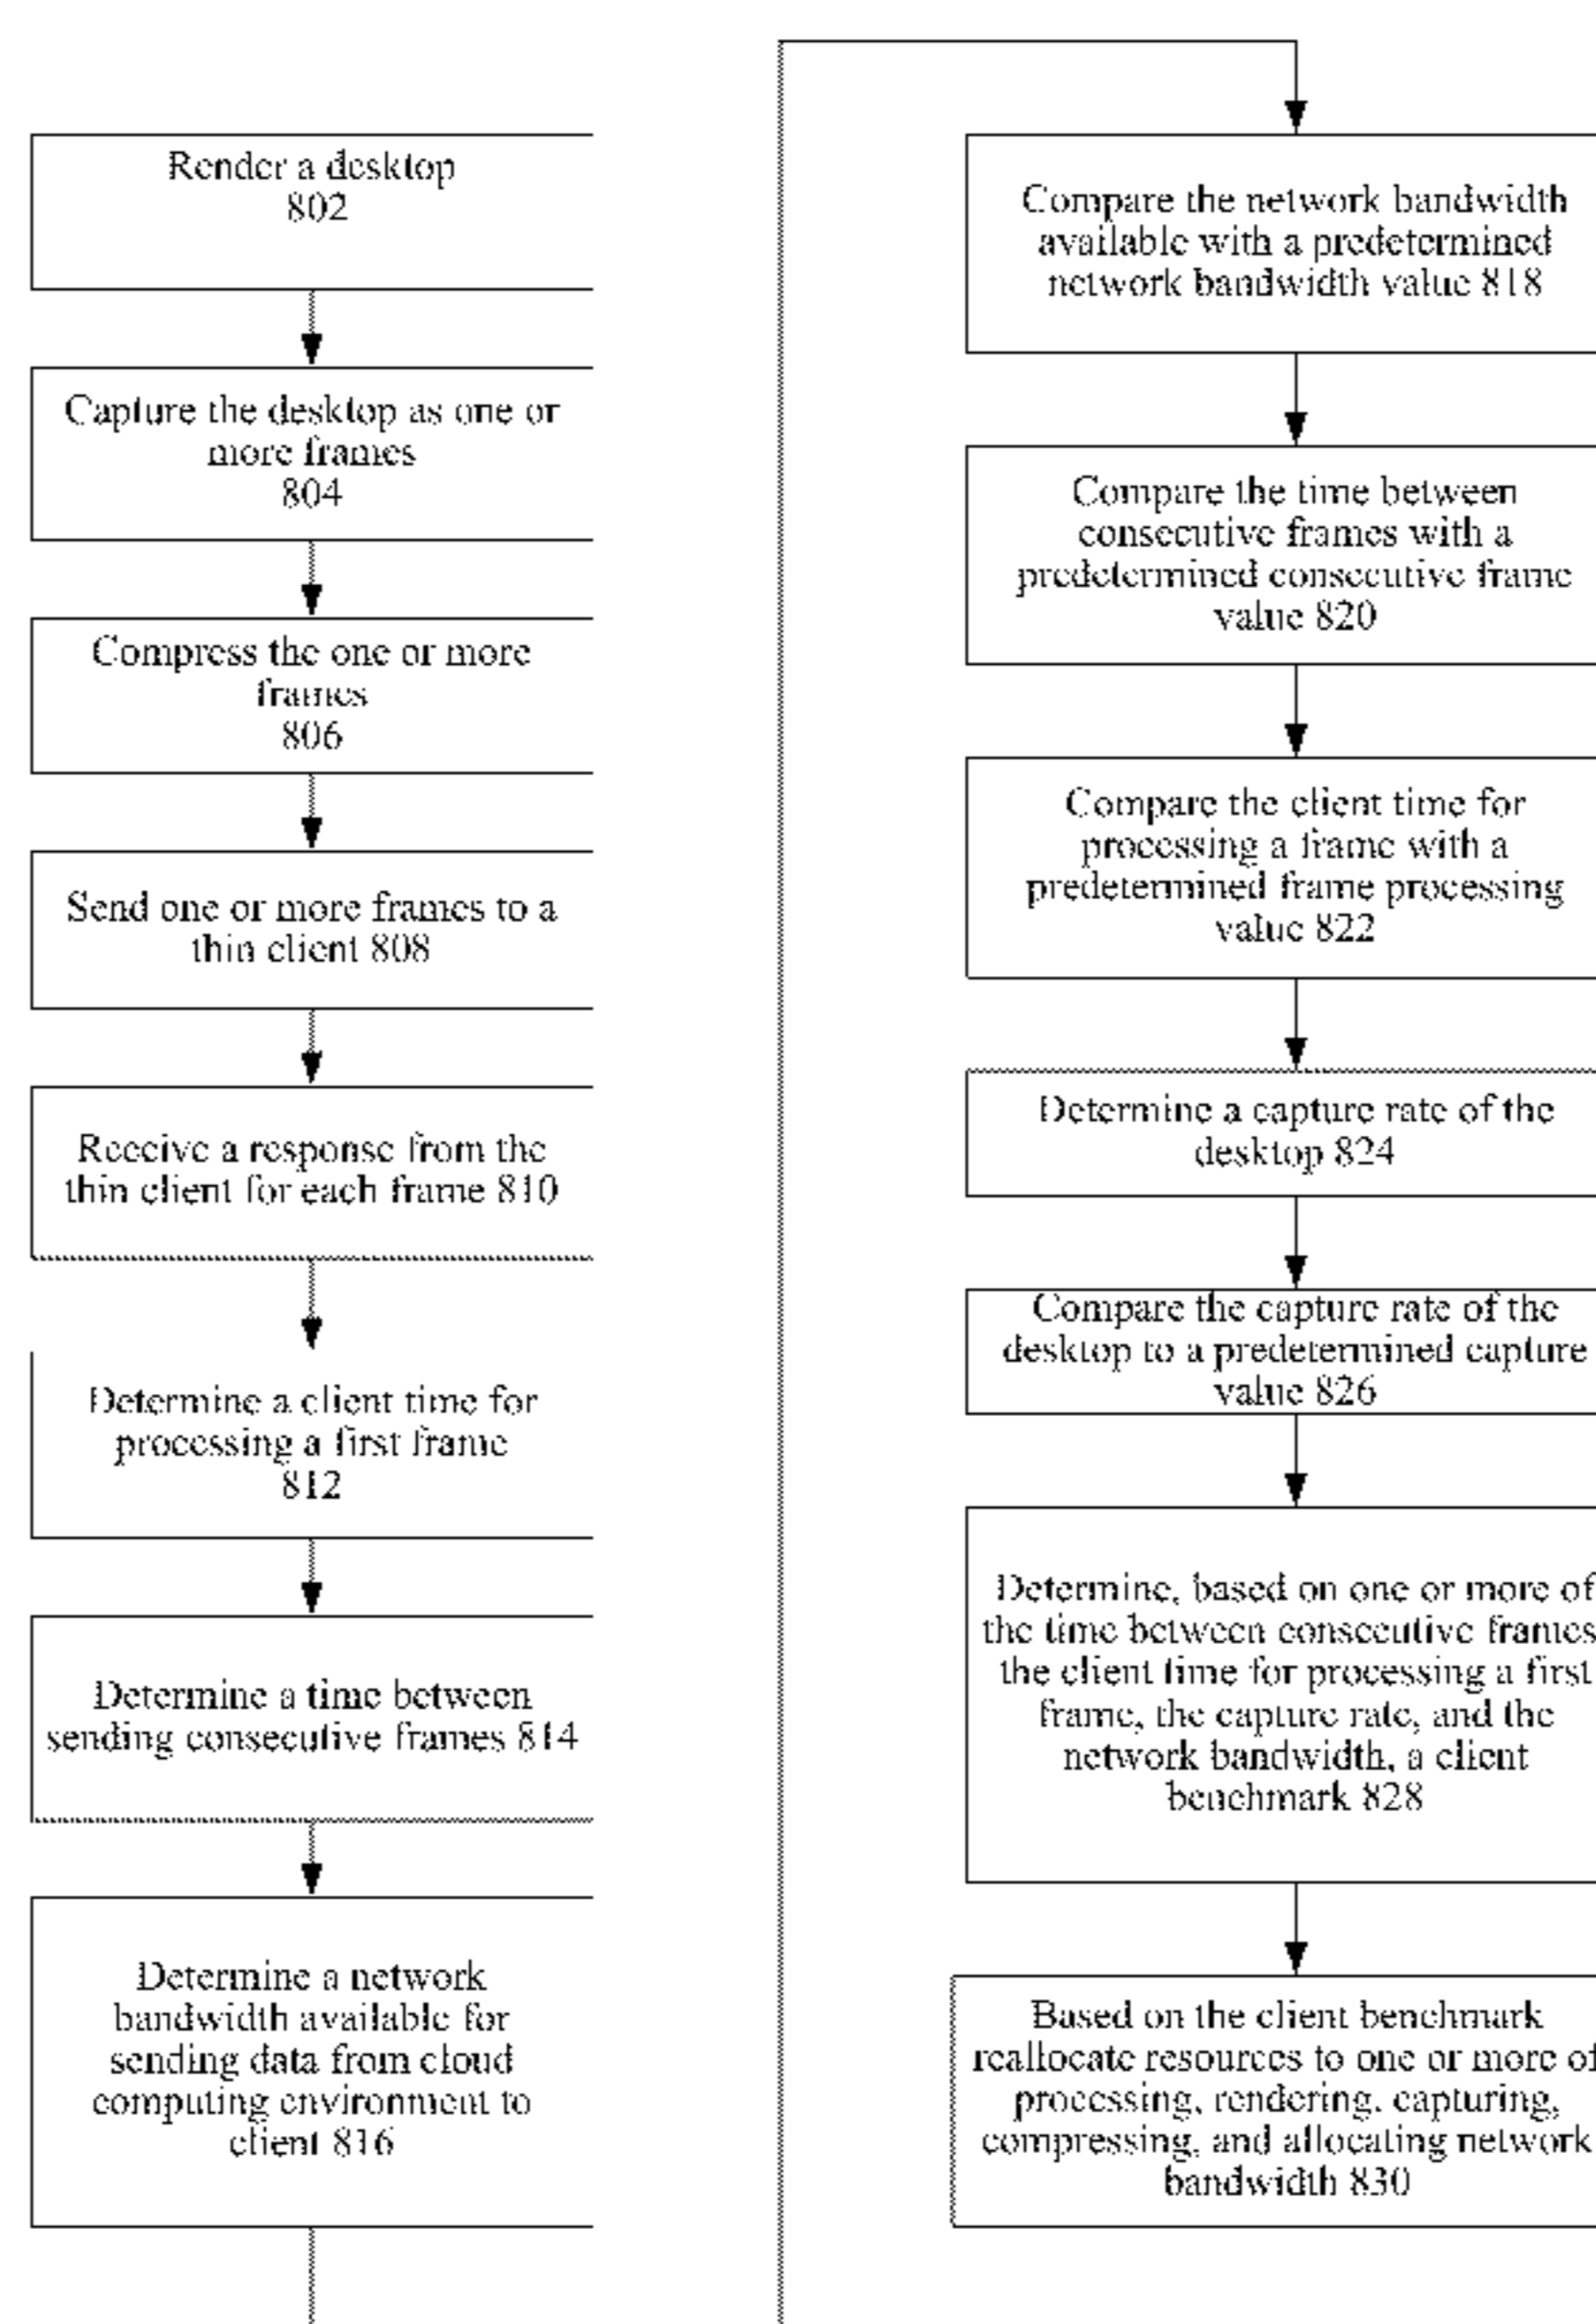 Render a desktop
802
Capture the desktop as one or
more frames
804
Compress the one or more
frames
806
Send one or more frames to a
thin client 808
Receive a response from the
thin client for each frame 810
Determine a client time for
processing a first frame
812
Determine a time between
sending consecutive frames 814
Determine a network
bandwidth available for
sending data from cloud
computing environment to
client 816
Compare the network bandwidth
available with a predetermined
network bandwidth value 818
Compare the time between
consecutive frames with a
predetermined consecutive frame
value 820
Compare the client time for
processing a frame with a
predetermined frame processing
value 822
Determine a capture rate of the
desktop 824
Compare the capture rate of the
desktop to a predetermined capture
value 826
Determine, based on one or more of
the time between consecutive frames
the client time for processing a first
frame, the capture rate, and the
network bandwidth, a client
benchmark 828
Based on the client benchmark
reallocate resources to one or more of
processing, rendering, capturing,
compressing, and allocating network
bandwidth 830